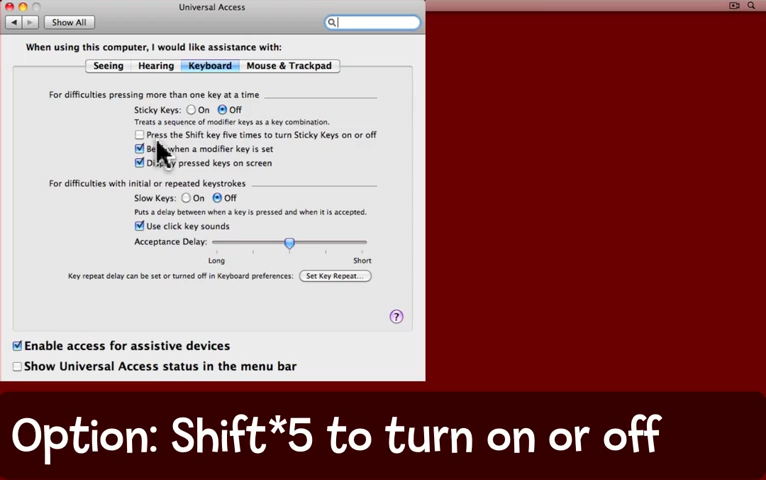 Universal Access
Show All
When using this computer, I would like assistance with:
Seeing Hearing Keyboard Mouse & Trackpad
For difficulties pressing more than one key at a time
Sticky Keys: On Off
Treats a sequence of modifier keys as a key combination.
Press the Shift key five times to turn Sticky Keys on or off
when a modifier key is set
pressed keys on screen
For difficulties with initial or repeated keystrokes
Slow Keys: On Off
Puts a delay between when a key is pressed and when it is accepted.
Use click key sounds
Acceptance Delay:
Long Short
Key repeat delay can be set or turned off in Keyboard preferences: Set Key Repeat...
?
Enable access for assistive devices
Show Universal Access status in the menu bar
Option: Shift*5 to turn on or off